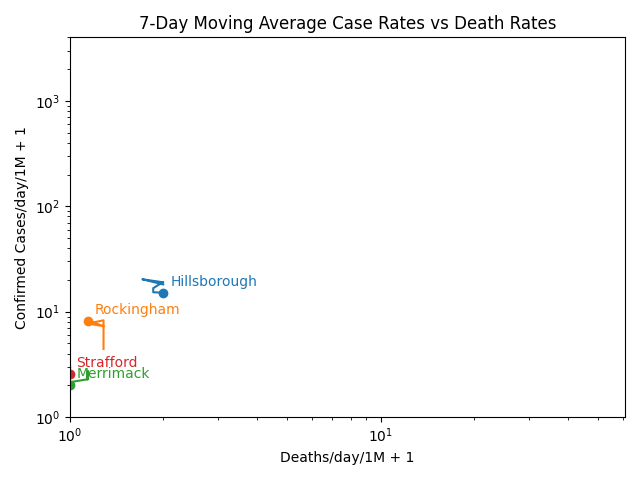 7-Day Moving Average Case Rates vs Death Rates
Confirmed Cases/day/1M + 1
10³
10²
10¹
10⁰
Hillsborough
Rockingham
Strafford
Merrimack
10⁰
10¹
Deaths/day/1M + 1